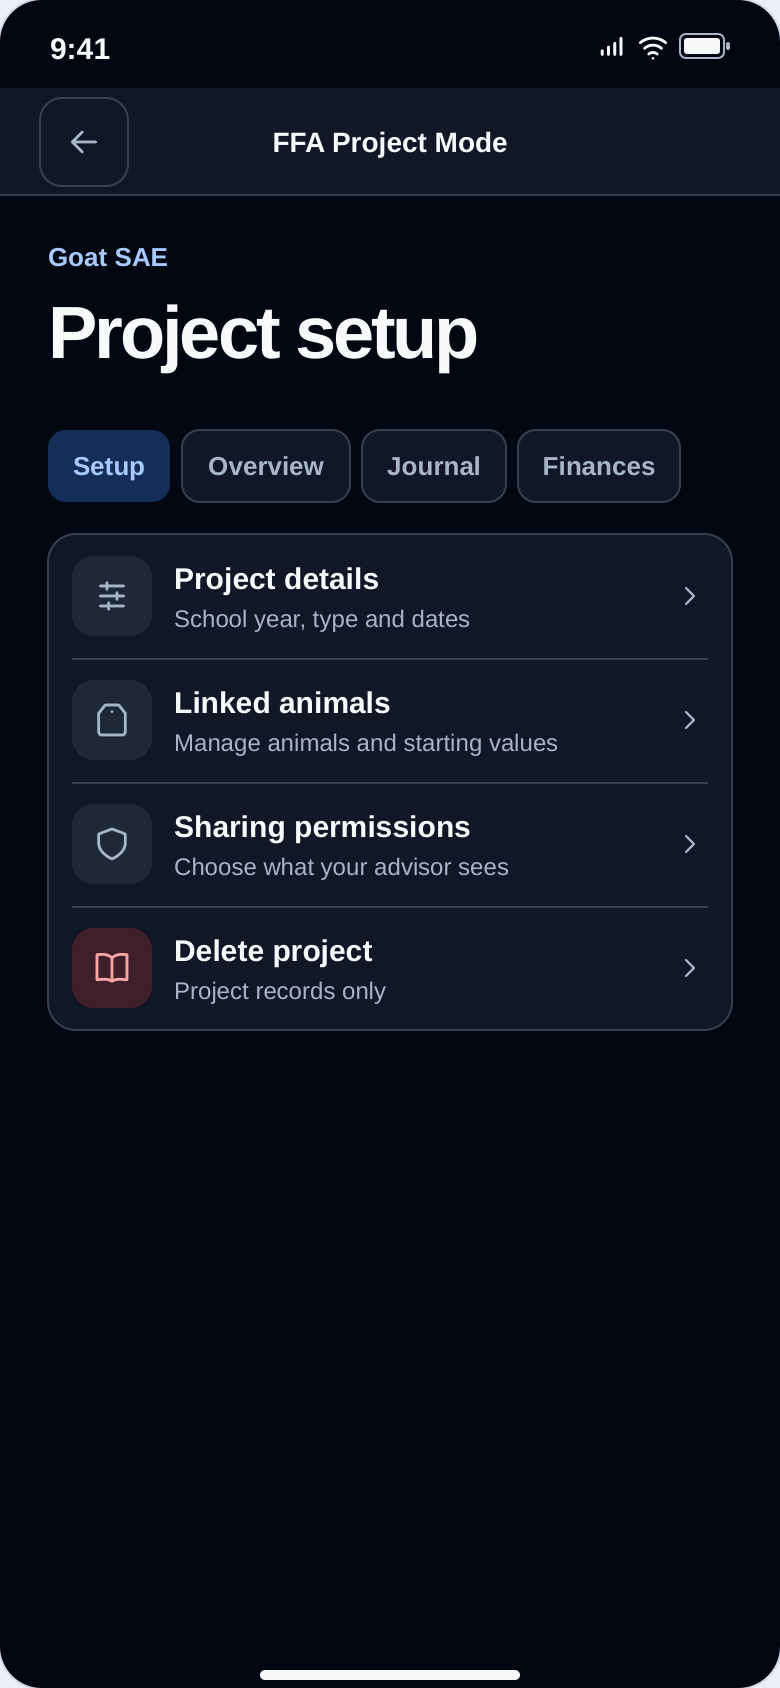 9:41
FFA Project Mode
Goat SAE
Project setup
Setup
Overview
Journal
Finances
Project details
School year, type and dates
Linked animals
Manage animals and starting values
Sharing permissions
Choose what your advisor sees
Delete project
Project records only